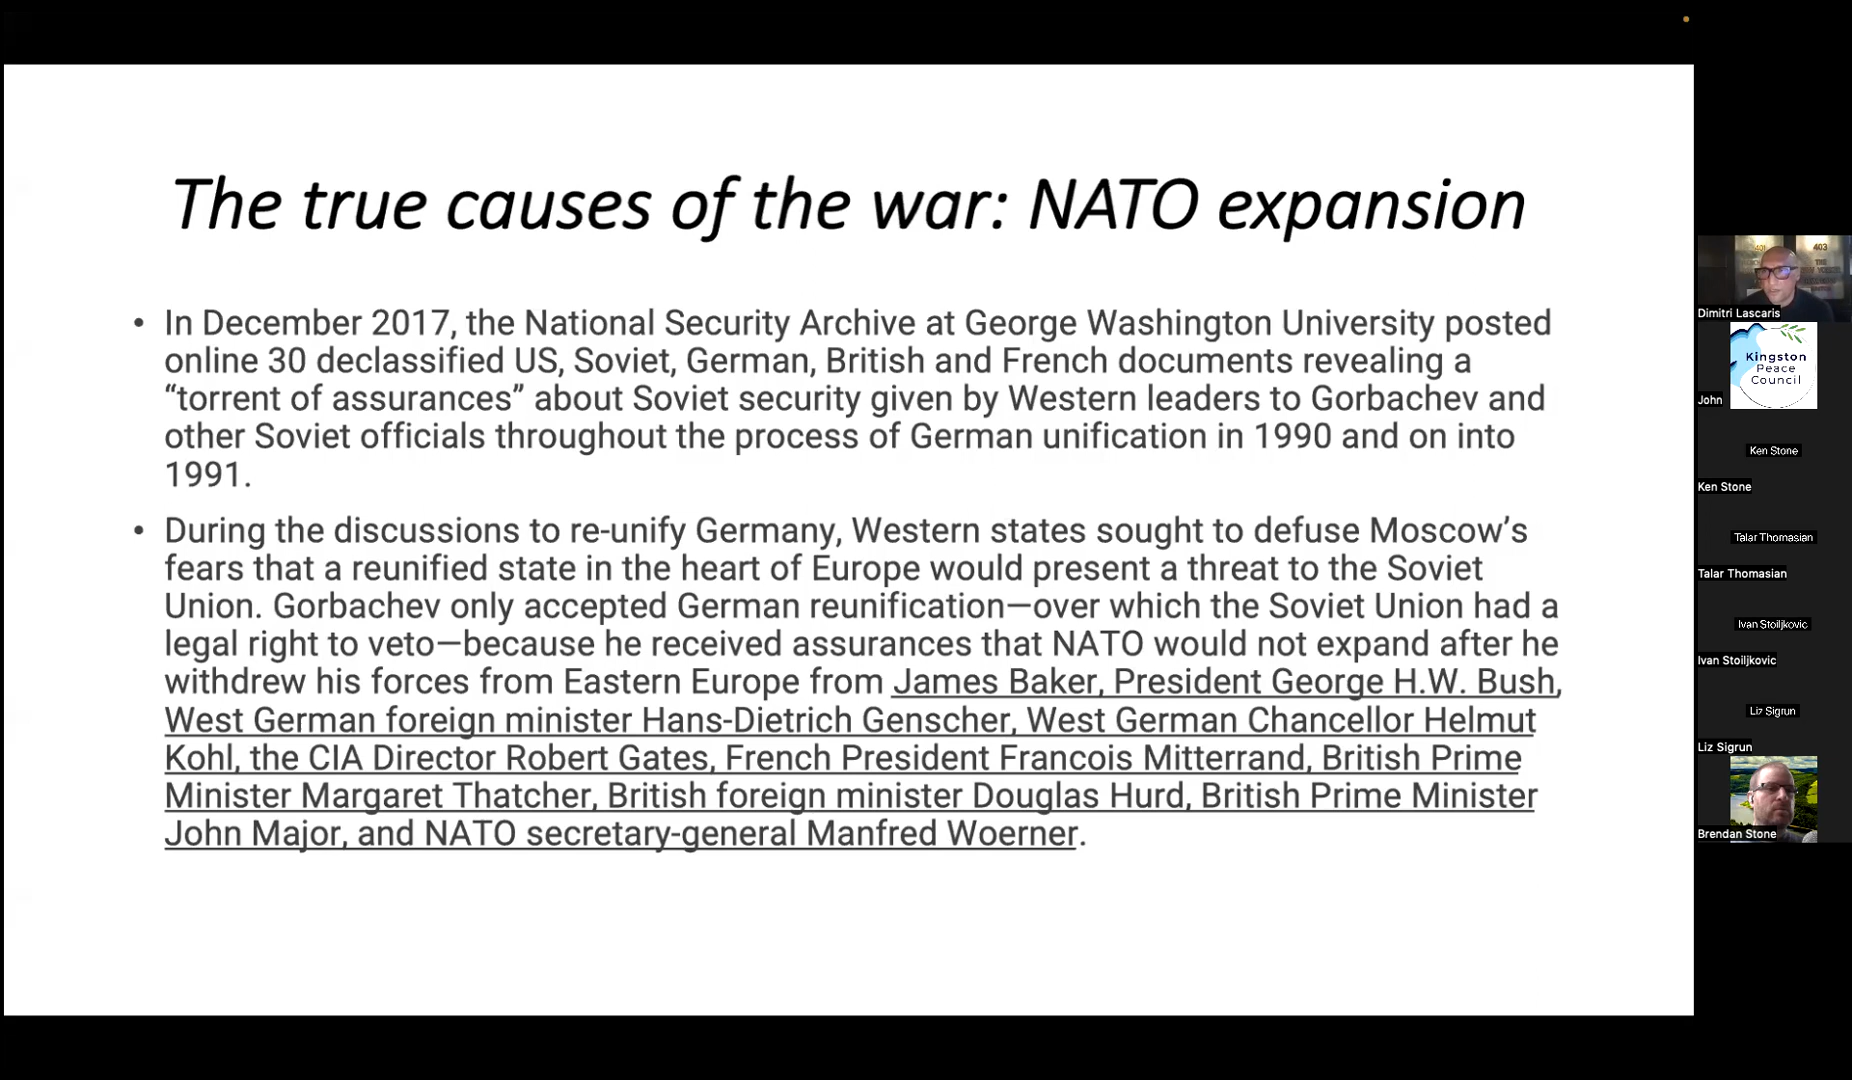 The true causes of the war: NATO expansion
• In December 2017, the National Security Archive at George Washington University posted
online 30 declassified US, Soviet, German, British and French documents revealing a
“torrent of assurances” about Soviet security given by Western leaders to Gorbachev and
other Soviet officials throughout the process of German unification in 1990 and on into
1991.
• During the discussions to re-unify Germany, Western states sought to defuse Moscow’s
fears that a reunified state in the heart of Europe would present a threat to the Soviet
Union. Gorbachev only accepted German reunification—over which the Soviet Union had a
legal right to veto—because he received assurances that NATO would not expand after he
withdrew his forces from Eastern Europe from James Baker, President George H.W. Bush,
West German foreign minister Hans-Dietrich Genscher, West German Chancellor Helmut
Kohl, the CIA Director Robert Gates, French President Francois Mitterrand, British Prime
Minister Margaret Thatcher, British foreign minister Douglas Hurd, British Prime Minister
John Major, and NATO secretary-general Manfred Woerner.
403
Dimitri Lascaris
Kingston
Peace
Council
John
Ken Stone
Ken Stone
Talar Thomasian
Talar Thomasian
Ivan Stoiljkovic
Ivan Stoiljkovic
Liz Sigrun
Liz Sigrun
Brendan Stone